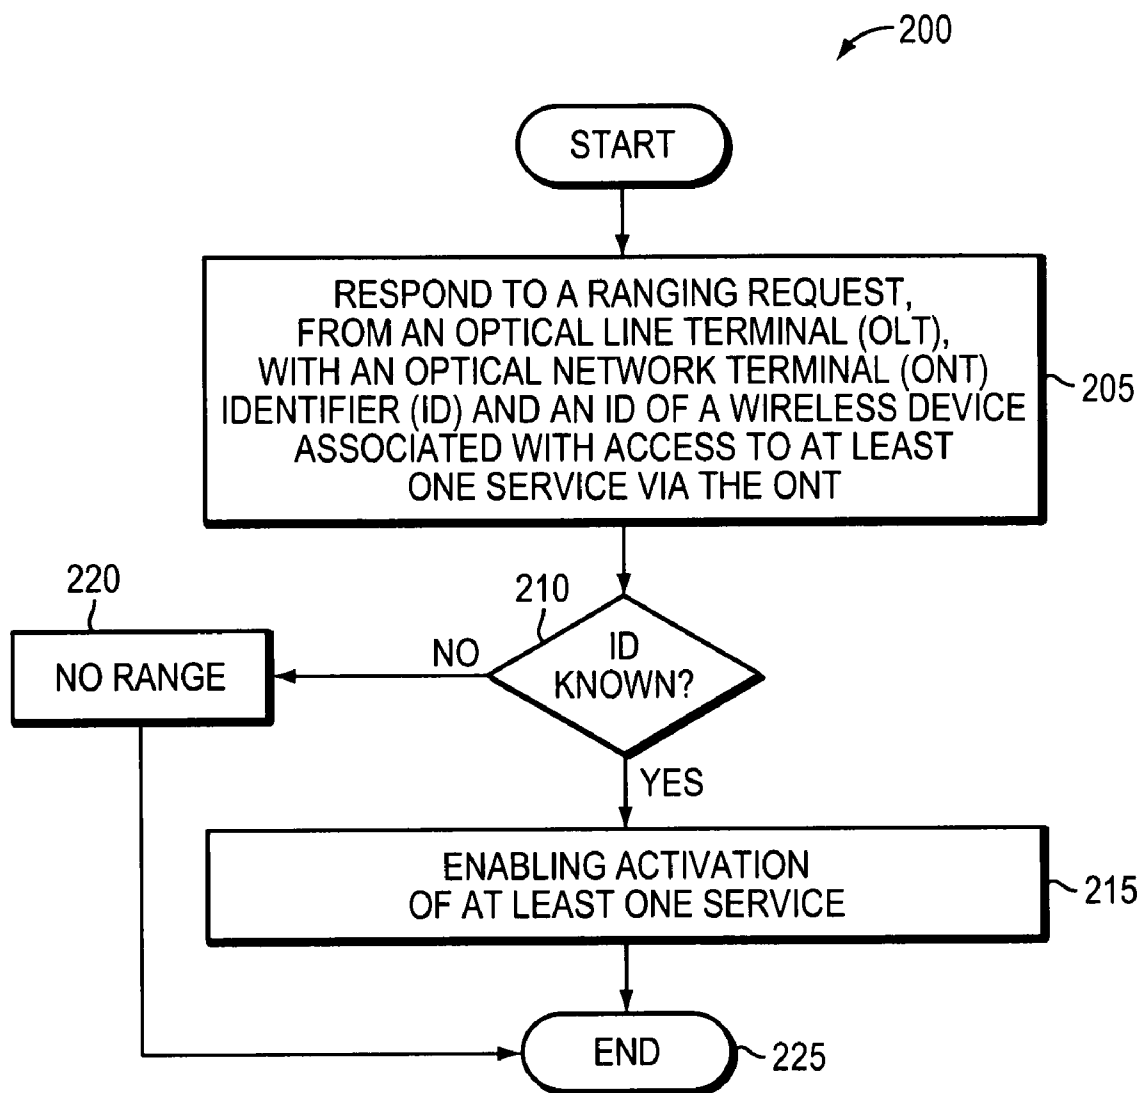 200
START
RESPOND TO A RANGING REQUEST,
FROM AN OPTICAL LINE TERMINAL (OLT),
WITH AN OPTICAL NETWORK TERMINAL (ONT)
IDENTIFIER (ID) AND AN ID OF A WIRELESS DEVICE
ASSOCIATED WITH ACCESS TO AT LEAST
ONE SERVICE VIA THE ONT
205
220
210
NO RANGE
NO
ID
KNOWN?
YES
ENABLING ACTIVATION
OF AT LEAST ONE SERVICE
215
END
225